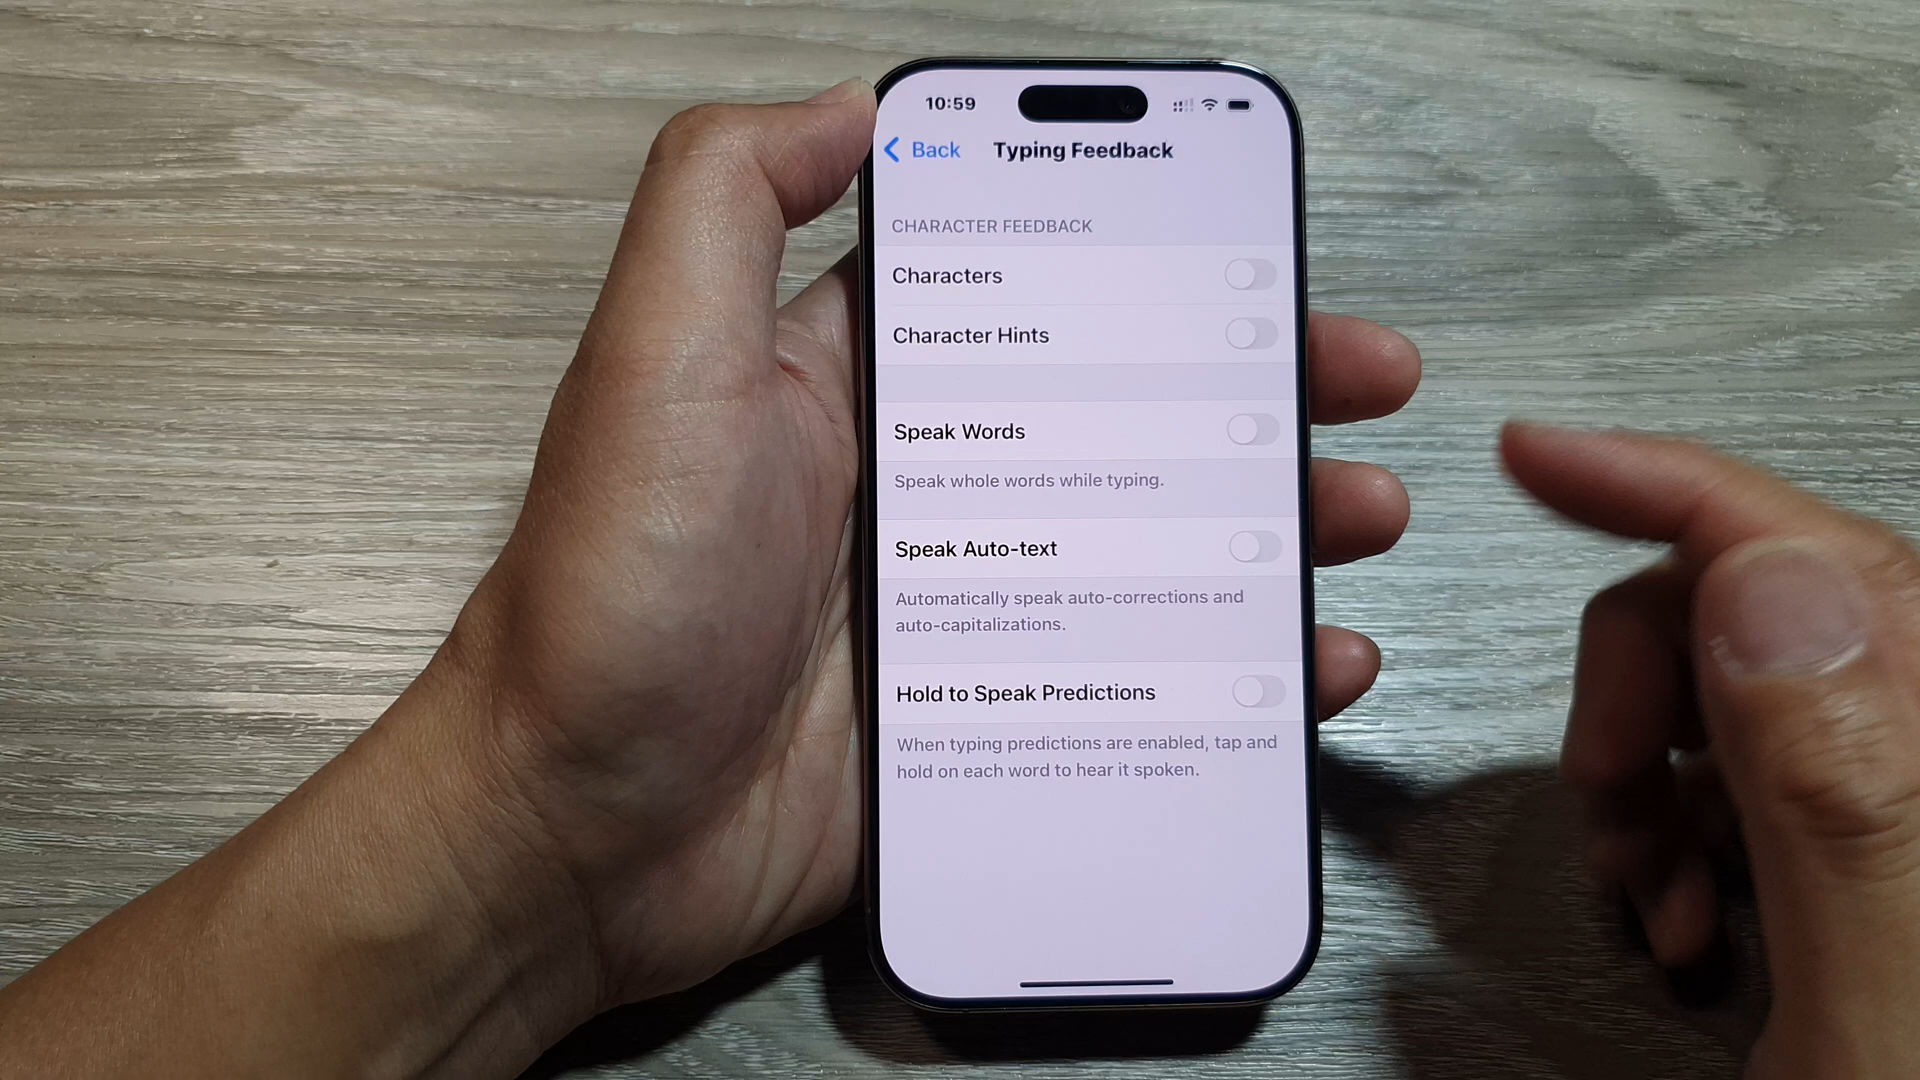 10:59
Back
Typing Feedback
CHARACTER FEEDBACK
Characters
Character Hints
Speak Words
Speak whole words while typing.
Speak Auto-text
Automatically speak auto-corrections and
auto-capitalizations.
Hold to Speak Predictions
When typing predictions are enabled, tap and
hold on each word to hear it spoken.